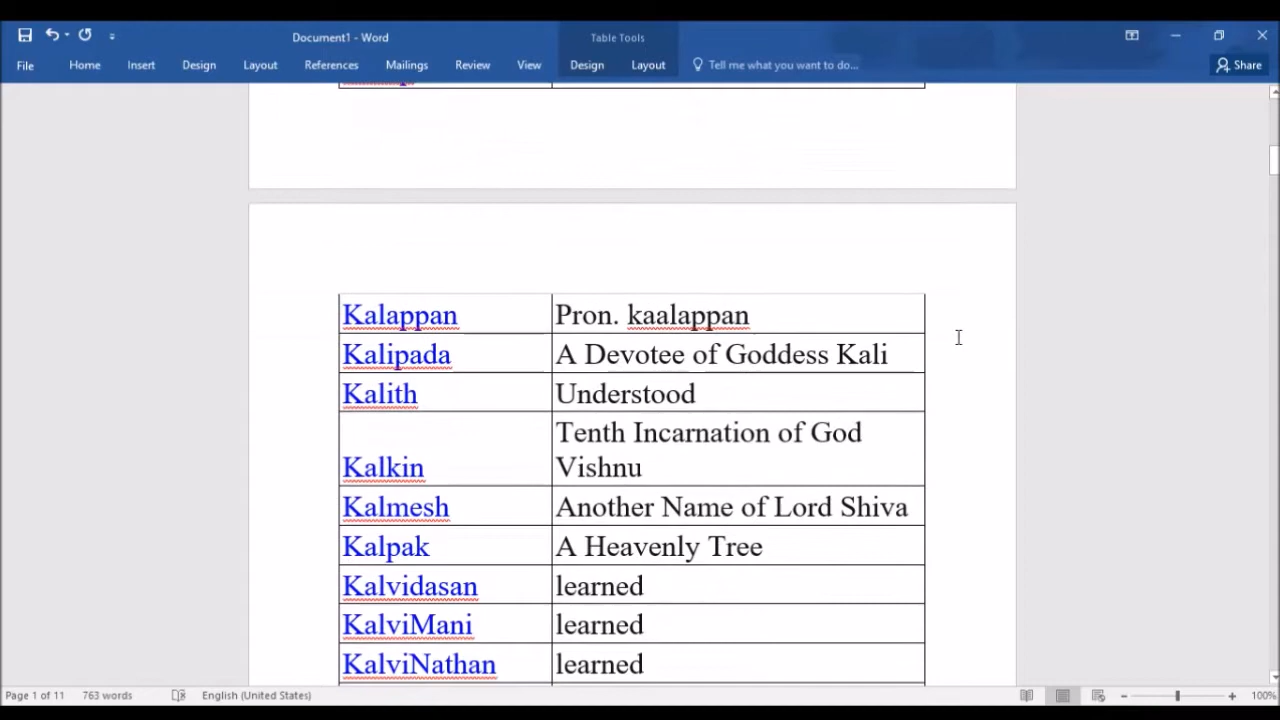 Document1 - Word
Table Tools
File Home Insert Design Layout References Mailings Review View Design Layout Tell me what you want to do... Share
Kalappan Pron. kaalappan
Kalipada A Devotee of Goddess Kali
Kalith Understood
Tenth Incarnation of God
Kalkin Vishnu
Kalmesh Another Name of Lord Shiva
Kalpak A Heavenly Tree
Kalvidasan learned
KalviMani learned
KalviNathan learned
Page 1 of 11 763 words English (United States) 100%